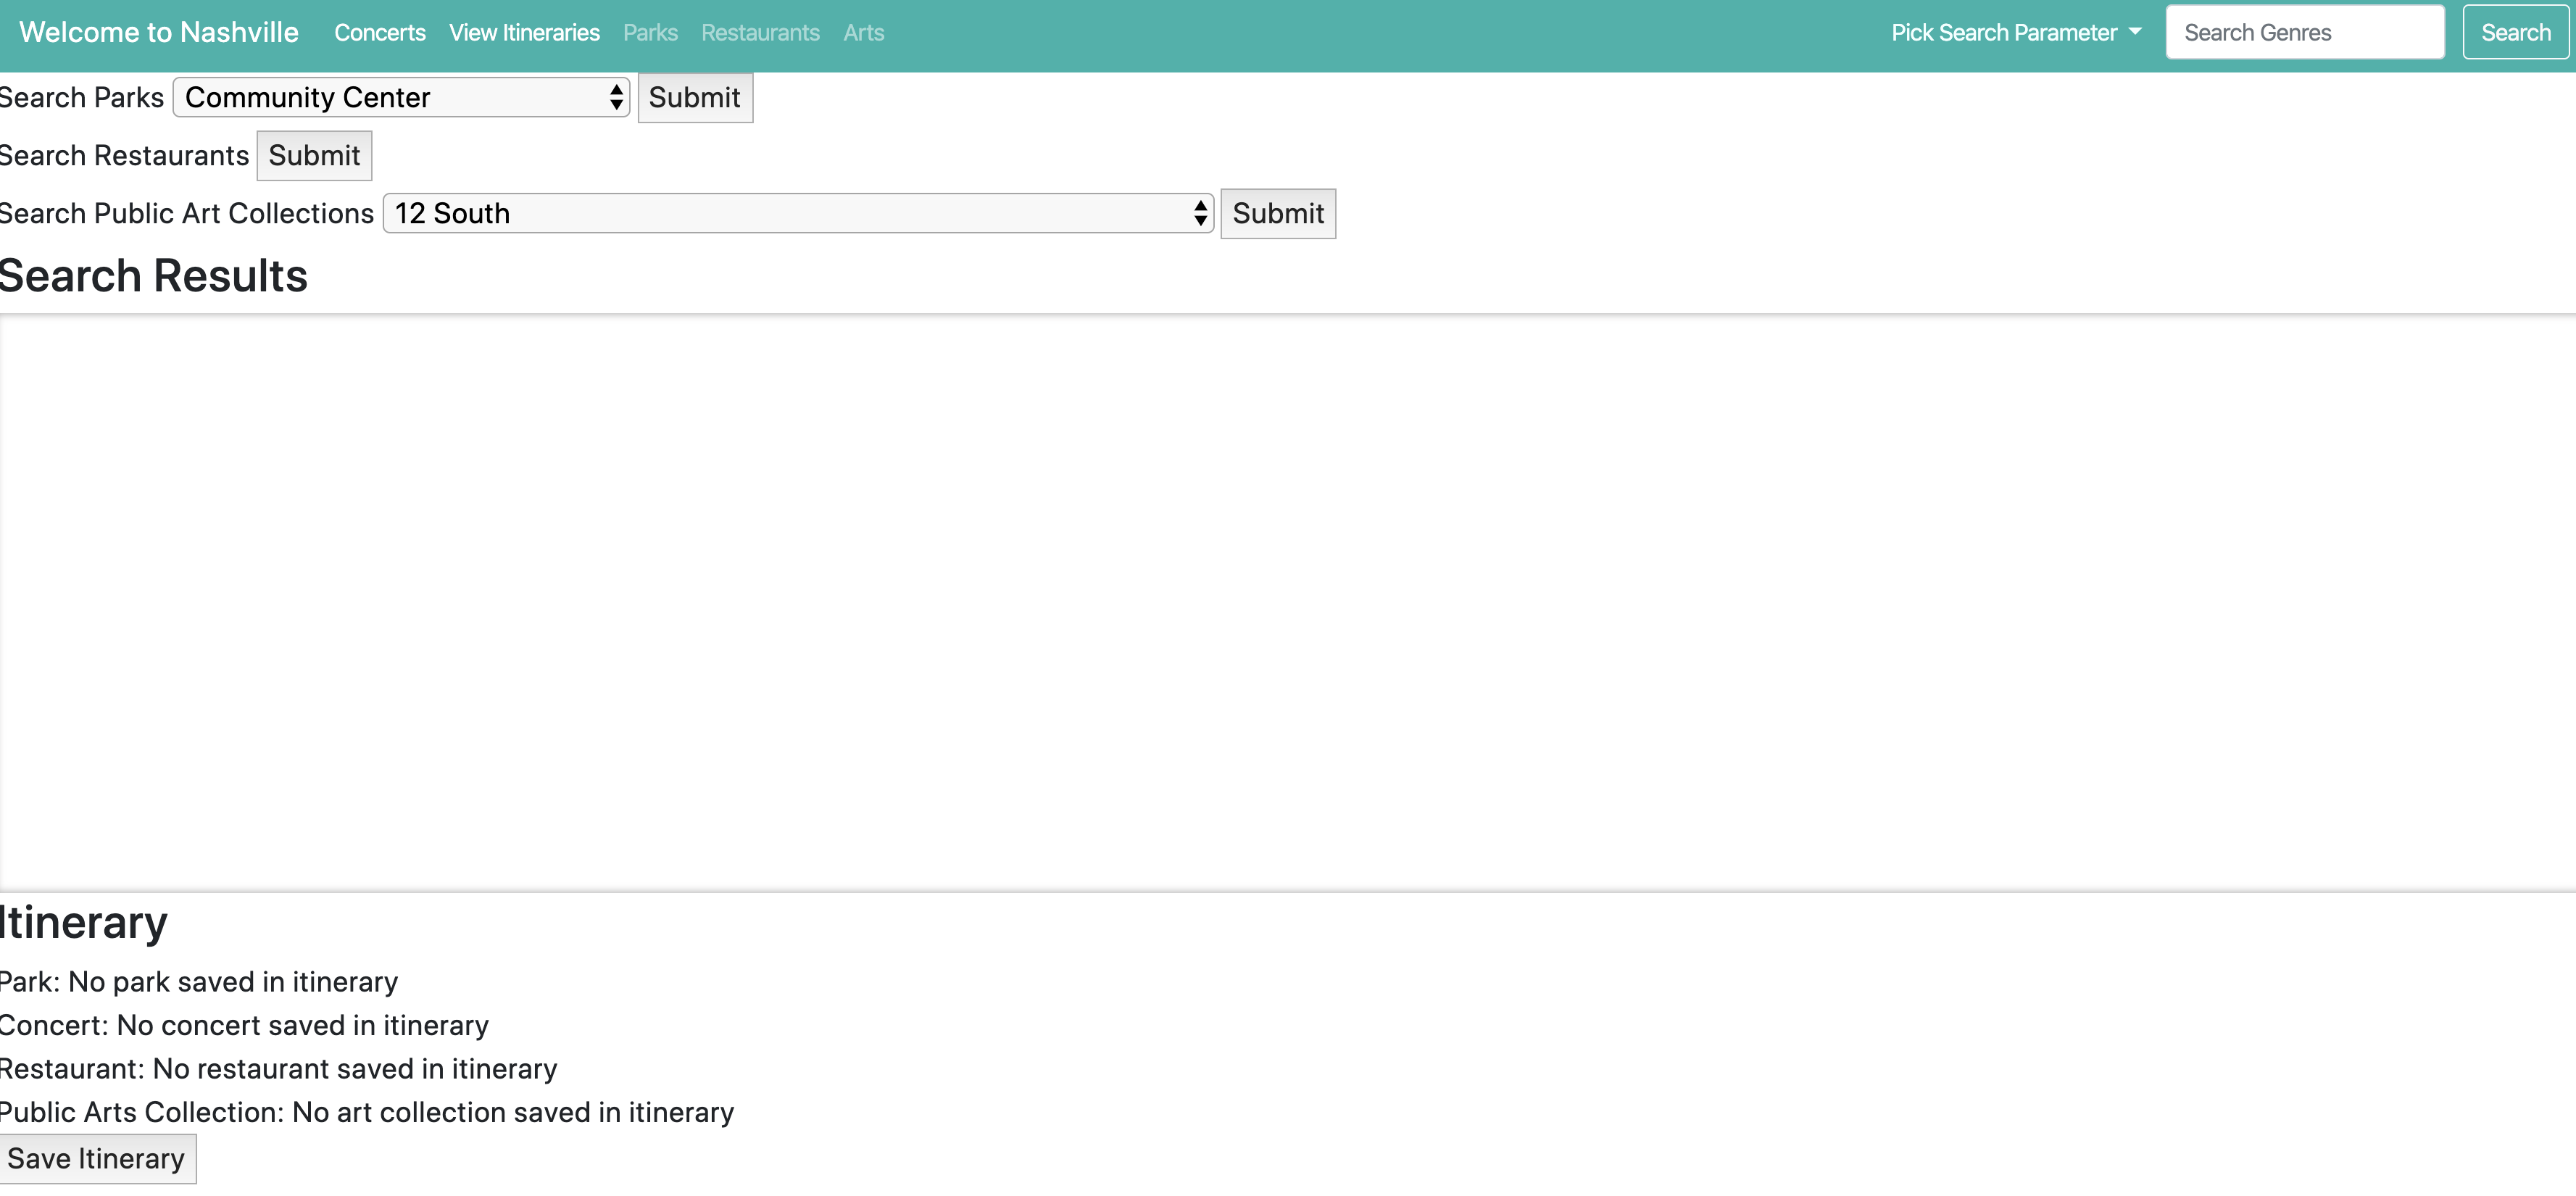 Welcome to Nashville Concerts View Itineraries Parks Restaurants Arts Pick Search Parameter Search Genres Search
Search Parks Community Center Submit
Search Restaurants Submit
Search Public Art Collections 12 South Submit
Search Results
Itinerary
Park: No park saved in itinerary
Concert: No concert saved in itinerary
Restaurant: No restaurant saved in itinerary
Public Arts Collection: No art collection saved in itinerary
Save Itinerary